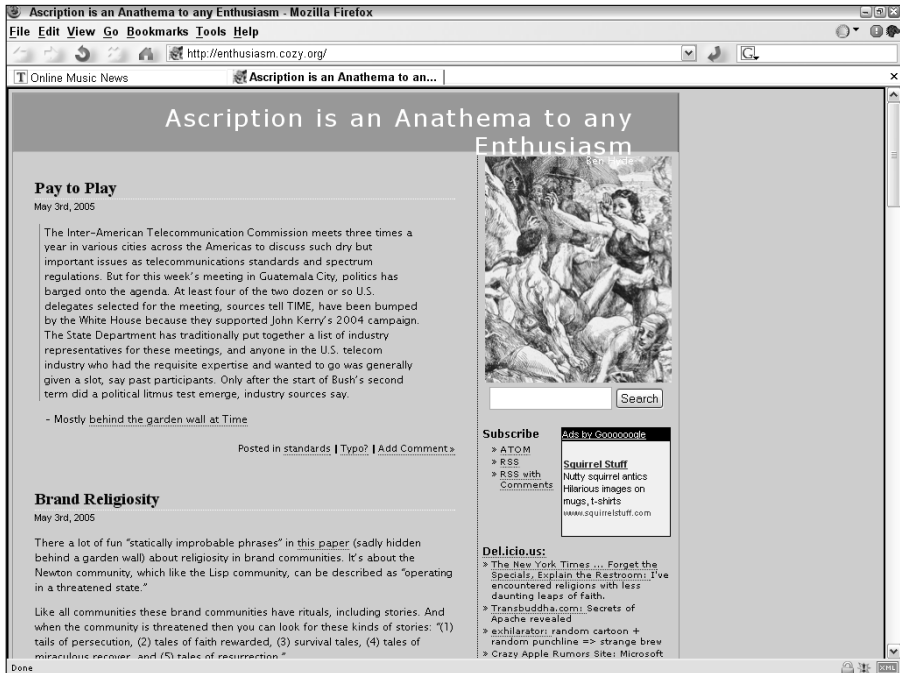 Ascription is an Anathema to any Enthusiasm - Mozilla Firefox
File Edit View Go Bookmarks Tools Help
http://enthusiasm.cozy.org/
G
T Online Music News
Ascription is an Anathema to an...
Ascription is an Anathema to any
Enthusiasm
Ben Hyde
Pay to Play
May 3rd, 2005
The Inter-American Telecommunication Commission meets three times a
year in various cities across the Americas to discuss such dry but
important issues as telecommunications standards and spectrum
regulations. But for this week's meeting in Guatemala City, politics has
barged onto the agenda. At least four of the two dozen or so U.S.
delegates selected for the meeting, sources tell TIME, have been bumped
by the White House because they supported John Kerry's 2004 campaign.
The State Department has traditionally put together a list of industry
representatives for these meetings, and anyone in the U.S. telecom
industry who had the requisite expertise and wanted to go was generally
given a slot, say past participants. Only after the start of Bush's second
term did a political litmus test emerge, industry sources say.
- Mostly behind the garden wall at Time
Posted in standards | Typo? | Add Comment»
Brand Religiosity
May 3rd, 2005
There a lot of fun "statically improbable phrases" in this paper (sadly hidden
behind a garden wall) about religiosity in brand communities. It's about the
Newton community, which like the Lisp community, can be described as "operating
in a threatened state."
Like all communities these brand communities have rituals, including stories. And
when the community is threatened then you can look for these kinds of stories: "(1)
tails of persecution, (2) tales of faith rewarded, (3) survival tales, (4) tales of
miraculous recover, and (5) tales of resurrection."
Search
Subscribe
» ATOM
» RSS
» RSS with
Comments
Ads by Goooooogle
Squirrel Stuff
Nutty squirrel antics
Hilarious images on
mugs, t-shirts
www.squirrelstuff.com
Del.icio.us:
» The New York Times ... Forget the
Specials, Explain the Restroom: I've
encountered religions with less
daunting leaps of faith.
» Transbuddha.com: Secrets of
Apache revealed
» exhilarator: random cartoon +
random punchline => strange brew
» Crazy Apple Rumors Site: Microsoft
Done
XML